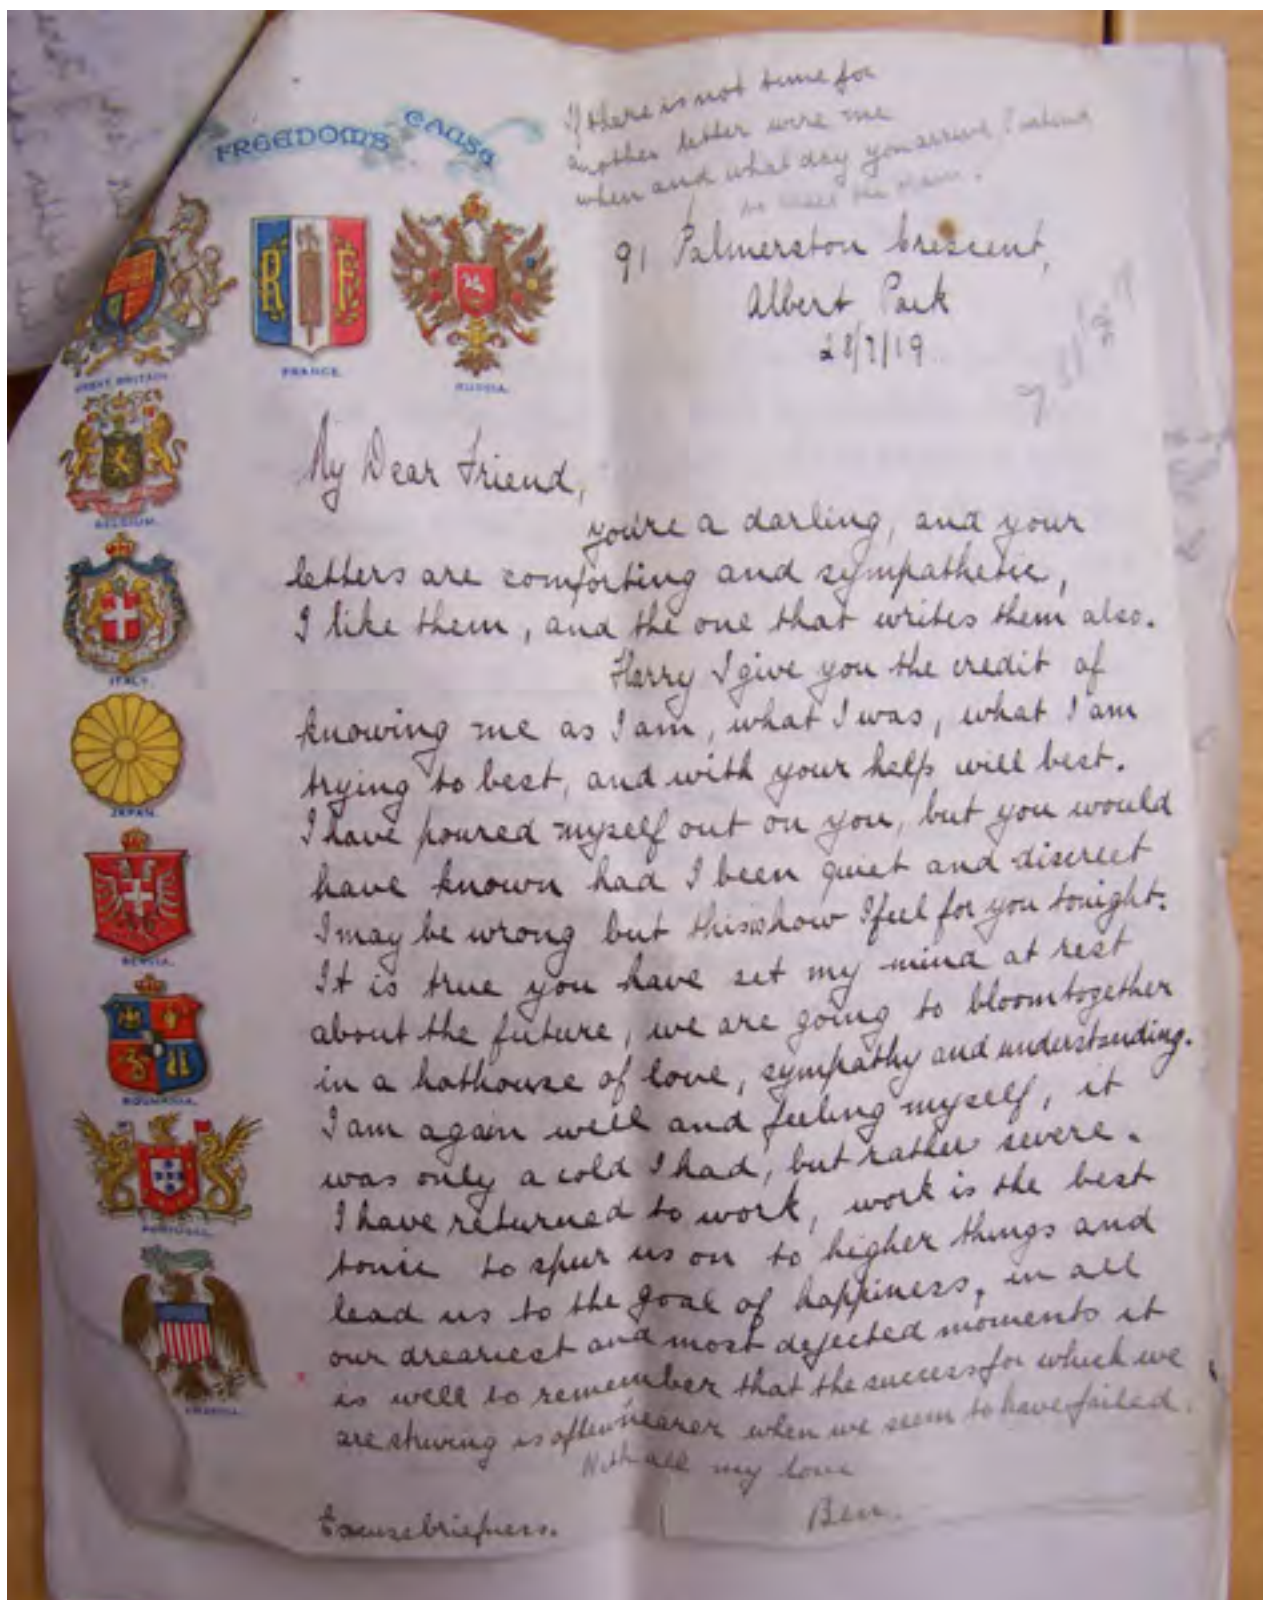 FREEDOM'S CAUSE
If there is not time for
another letter wire me
when and what day you arrive, I intend
to meet the
91 Palmerston Crescent,
Albert Park
28/7/19
GREAT BRITAIN.
FRANCE.
RUSSIA.
BELGIUM.
ITALY.
JAPAN.
SERVIA.
ROUMANIA.
PORTUGAL.
My Dear Friend,
you're a darling, and your
letters are comforting and sympathetic,
I like them, and the one that writes them also.
Harry I give you the credit of
knowing me as I am, what I was, what I am
trying to best, and with your help will best.
I have poured myself out on you, but you would
have known had I been quiet and discreet
I may be wrong but this is how I feel for you tonight.
It is true you have set my mind at rest
about the future, we are going to bloom together
in a hothouse of love, sympathy and understanding.
I am again well and feeling myself, it
was only a cold I had, but rather severe.
I have returned to work, work is the best
tonic to spur us on to higher things and
lead us to the goal of happiness, in all
our dreariest and most dejected moments it
is well to remember that the success for which we
are striving is often nearer when we seem to have failed.
With all my love
Ben.
Excuse briefness.